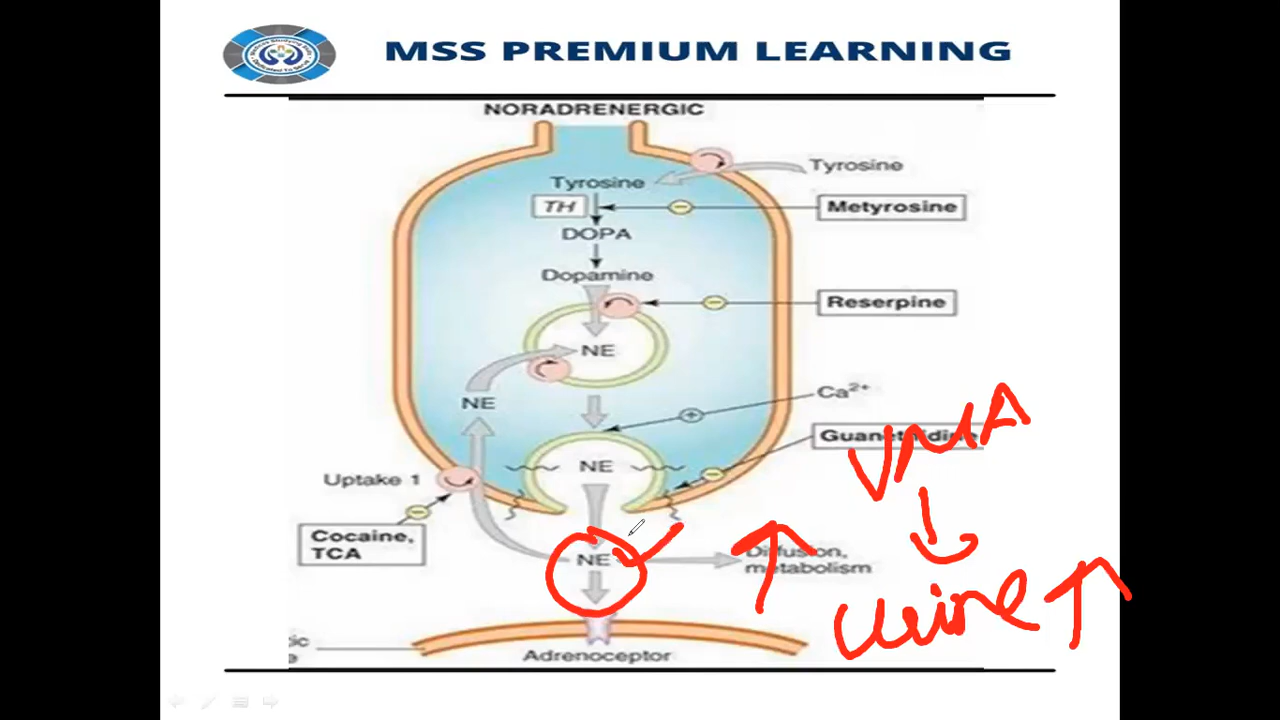 MSS PREMIUM LEARNING
NORADRENERGIC
Tyrosine
Tyrosine
TH
Metyrosine
DOPA
Dopamine
Reserpine
NE
Ca2+
NE
VMA
Guanethidine
NE
Uptake 1
Cocaine,
TCA
NE
Diffusion,
metabolism
Urine
Adrenoceptor